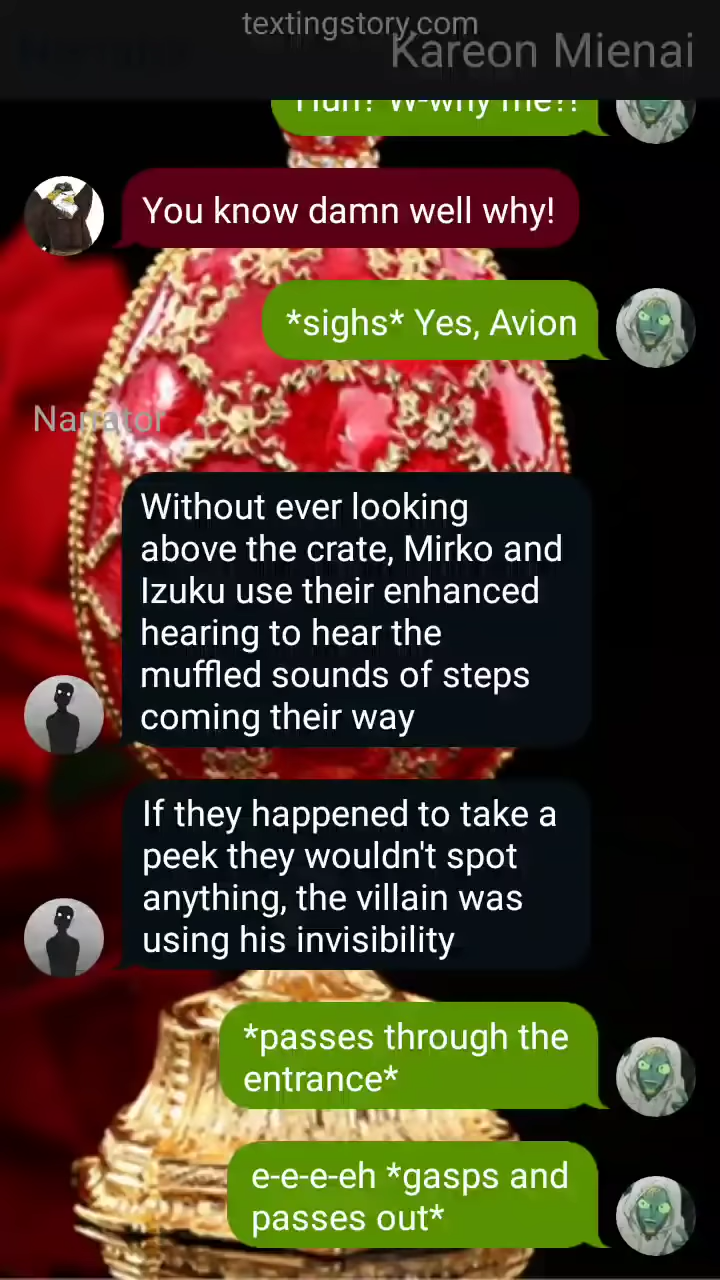 textingstory.com
Kareon Mienai
Huh? W-why me?!
You know damn well why!
*sighs* Yes, Avion
Narrator
Without ever looking
above the crate, Mirko and
Izuku use their enhanced
hearing to hear the
muffled sounds of steps
coming their way
If they happened to take a
peek they wouldn't spot
anything, the villain was
using his invisibility
*passes through the
entrance*
e-e-e-eh *gasps and
passes out*